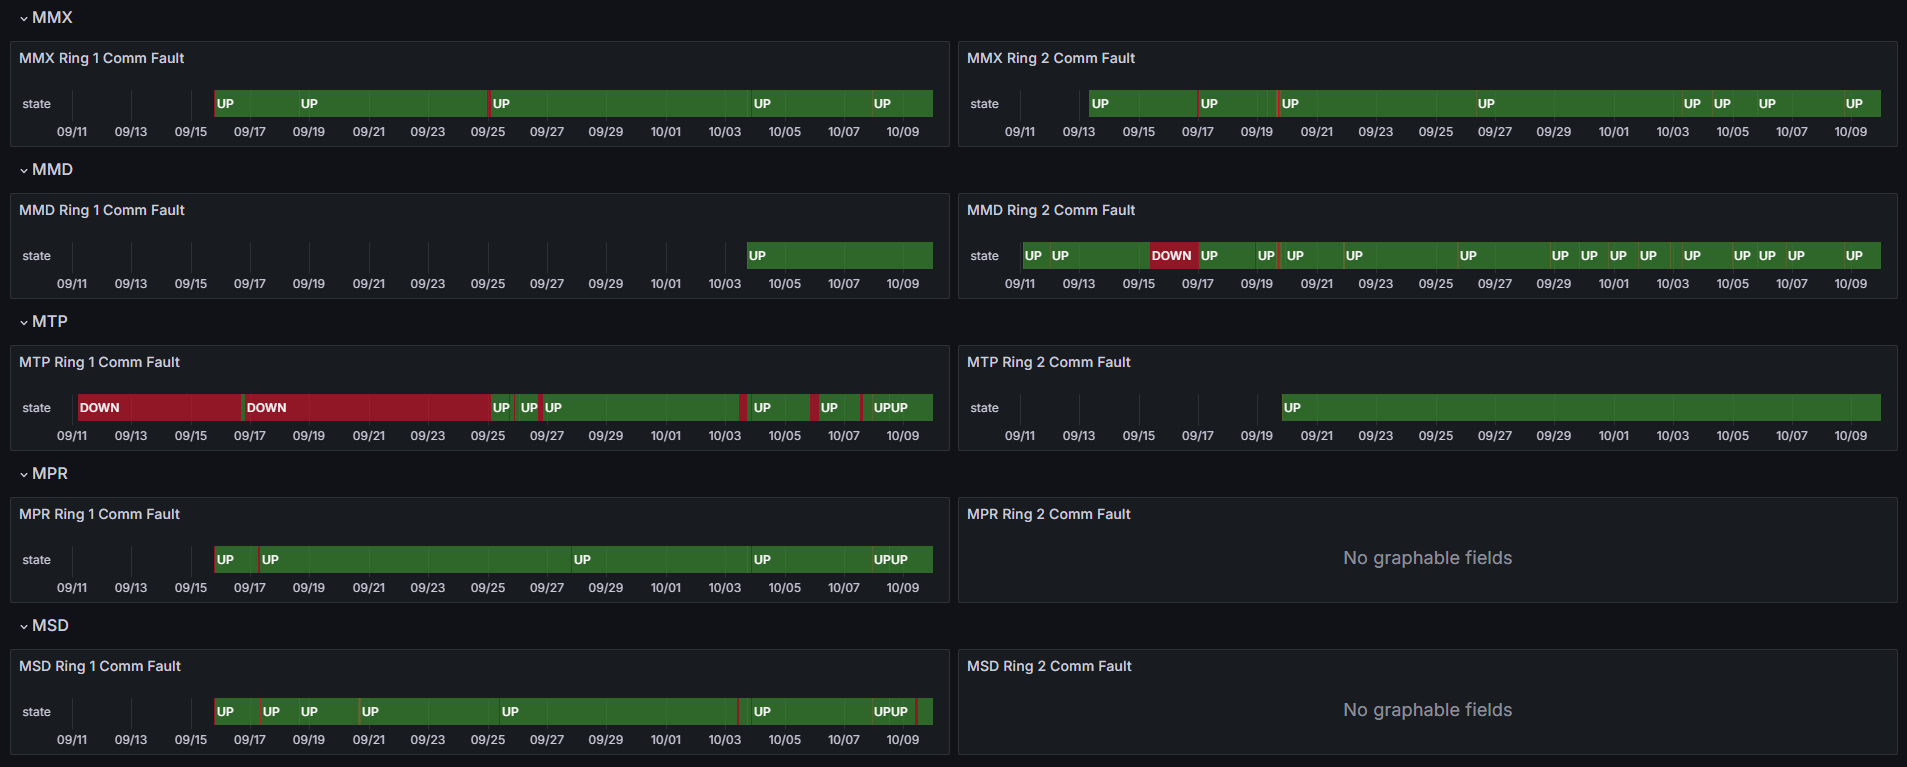 MMX
MMX Ring 1 Comm Fault
state UP UP UP UP UP
09/11 09/13 09/15 09/17 09/19 09/21 09/23 09/25 09/27 09/29 10/01 10/03 10/05 10/07 10/09
MMX Ring 2 Comm Fault
state UP UP UP UP UP UP UP UP
09/11 09/13 09/15 09/17 09/19 09/21 09/23 09/25 09/27 09/29 10/01 10/03 10/05 10/07 10/09
MMD
MMD Ring 1 Comm Fault
state UP
09/11 09/13 09/15 09/17 09/19 09/21 09/23 09/25 09/27 09/29 10/01 10/03 10/05 10/07 10/09
MMD Ring 2 Comm Fault
state UP UP DOWN UP UP UP UP UP UP UP UP UP UP UP UP UP UP
09/11 09/13 09/15 09/17 09/19 09/21 09/23 09/25 09/27 09/29 10/01 10/03 10/05 10/07 10/09
MTP
MTP Ring 1 Comm Fault
state DOWN DOWN UP UP UP UP UP UPUP
09/11 09/13 09/15 09/17 09/19 09/21 09/23 09/25 09/27 09/29 10/01 10/03 10/05 10/07 10/09
MTP Ring 2 Comm Fault
state UP
09/11 09/13 09/15 09/17 09/19 09/21 09/23 09/25 09/27 09/29 10/01 10/03 10/05 10/07 10/09
MPR
MPR Ring 1 Comm Fault
state UP UP UP UP UPUP
09/11 09/13 09/15 09/17 09/19 09/21 09/23 09/25 09/27 09/29 10/01 10/03 10/05 10/07 10/09
MPR Ring 2 Comm Fault
No graphable fields
MSD
MSD Ring 1 Comm Fault
state UP UP UP UP UP UP UPUP
09/11 09/13 09/15 09/17 09/19 09/21 09/23 09/25 09/27 09/29 10/01 10/03 10/05 10/07 10/09
MSD Ring 2 Comm Fault
No graphable fields